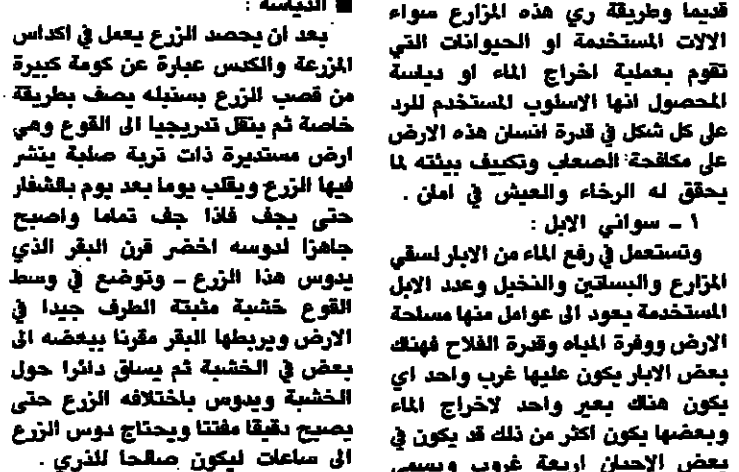 قديما وطريقة ري هذه المزارع سواء
الالات المستخدمة او الحيوانات التي
تقوم بعملية اخراج الماء او دياسة
المحصول انها الاسلوب المستخدم للرد
على كل شكل في قدرة انسان هذه الارض
على مكافحة الصعاب وتكييف بيئته لما
يحقق له الرخاء والعيش في امان .
١ ــ سواني الابل :
وتستعمل في رفع الماء من الابار لسقي
المزارع والبساتين والنخيل وعدد الابل
المستخدمة يعود الى عوامل منها مساحة
الارض ووفرة المياه وقدرة الفلاح فهناك
بعض الابار يكون عليها غرب واحد اي
يكون هناك بعير واحد لاخراج الماء
وبعضها يكون اكثر من ذلك قد يكون في
بعض الاحيان اربعة غروب ويسمى
■ الدياسة :
بعد ان يحصد الزرع يعمل في اكداس
المزرعة والكدس عبارة عن كومة كبيرة
من قصب الزرع بسنبله يصف بطريقة
خاصة ثم ينقل تدريجيا الى القوع وهي
ارض مستديرة ذات تربة صلبة ينشر
فيها الزرع ويقلب يوما بعد يوم بالشغار
حتى يجف فاذا جف تماما واصبح
جاهزا لدوسه احضر قرن البقر الذي
يدوس هذا الزرع ــ وتوضع في وسط
القوع خشبة مثبتة الطرف جيدا في
الارض ويربطها البقر مقرنا ببعضه الى
بعض في الخشبة ثم يساق دائرا حول
الخشبة ويدوس باختلافه الزرع حتى
يصبح دقيقا مفتتا ويحتاج دوس الزرع
الى ساعات ليكون صالحا للذري .